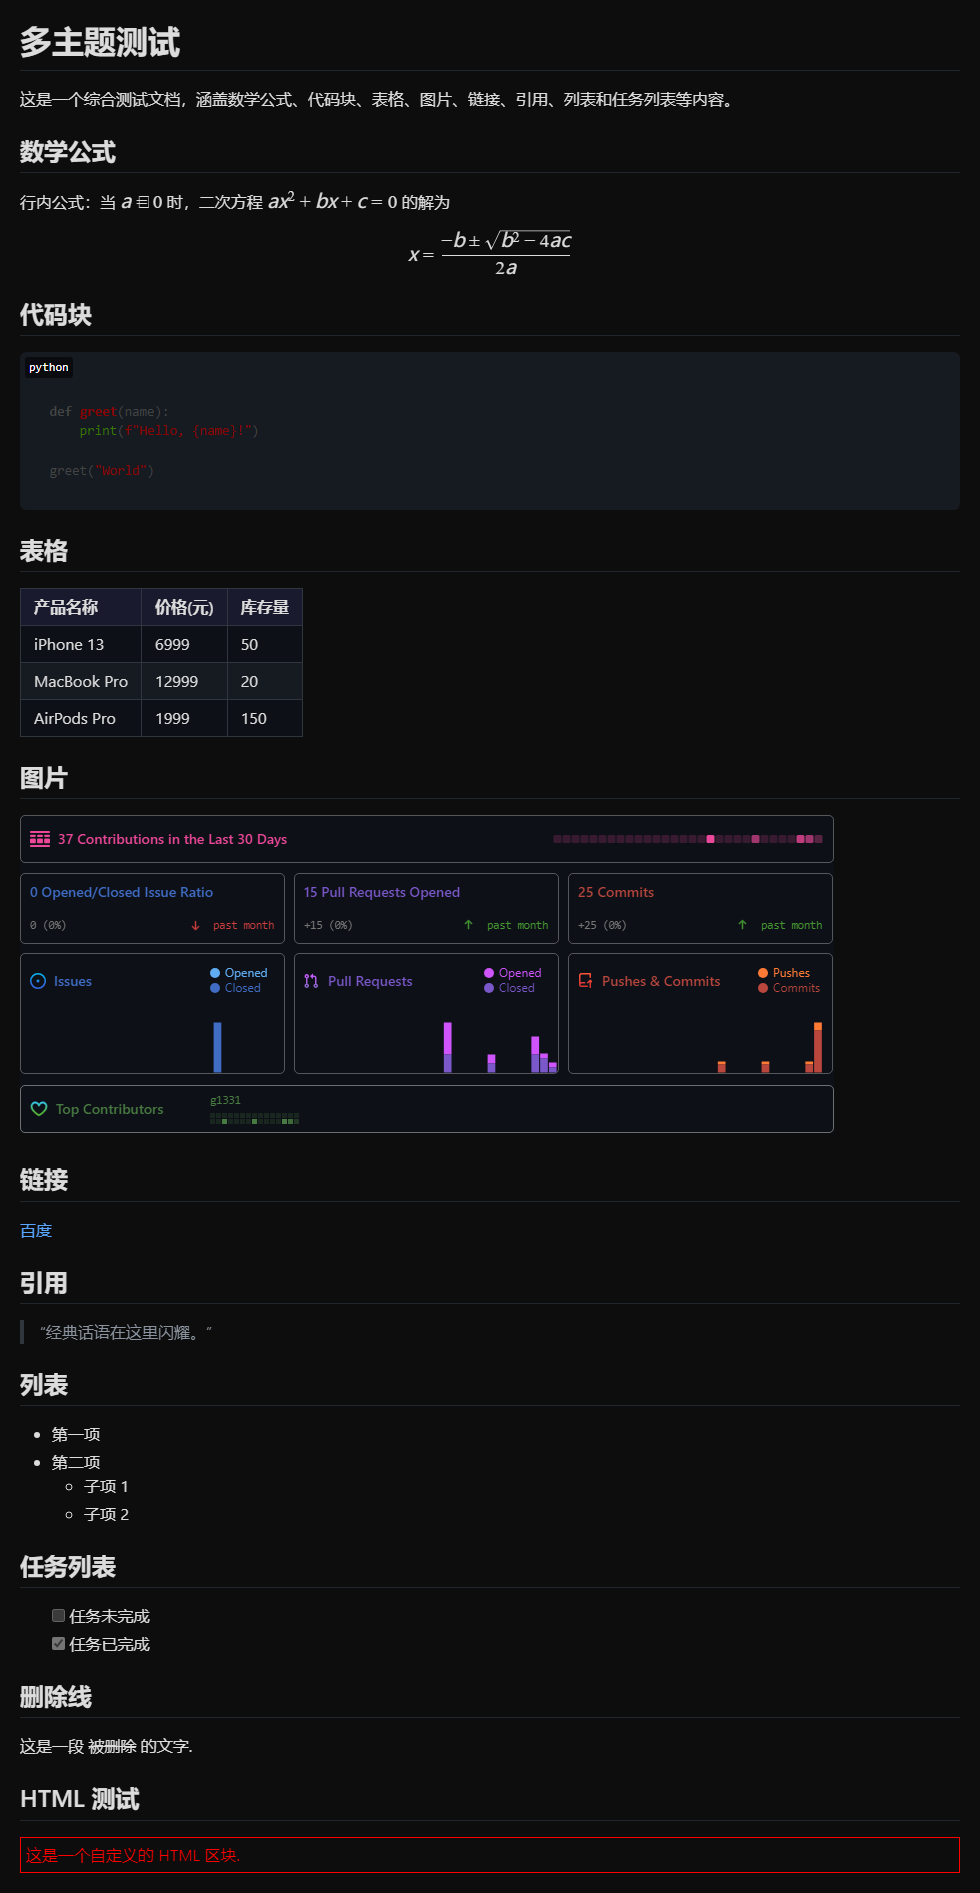 多主题测试
这是一个综合测试文档，涵盖数学公式、代码块、表格、图片、链接、引用、列表和任务列表等内容。
数学公式
行内公式：当 a ≠ 0 时，二次方程 ax² + bx + c = 0 的解为
x = (−b ± √(b² − 4ac)) / 2a
代码块
python
def greet(name):
    print(f"Hello, {name}!")
greet("World")
表格
产品名称 价格(元) 库存量
iPhone 13 6999 50
MacBook Pro 12999 20
AirPods Pro 1999 150
图片
37 Contributions in the Last 30 Days
0 Opened/Closed Issue Ratio 15 Pull Requests Opened 25 Commits
0 (0%) ↓ past month +15 (0%) ↑ past month +25 (0%) ↑ past month
Issues Opened Closed Pull Requests Opened Closed Pushes & Commits Pushes Commits
Top Contributors g1331
链接
百度
引用
“经典话语在这里闪耀。”
列表
• 第一项
• 第二项
◦ 子项 1
◦ 子项 2
任务列表
☐ 任务未完成
☑ 任务已完成
删除线
这是一段 被删除 的文字.
HTML 测试
这是一个自定义的 HTML 区块.